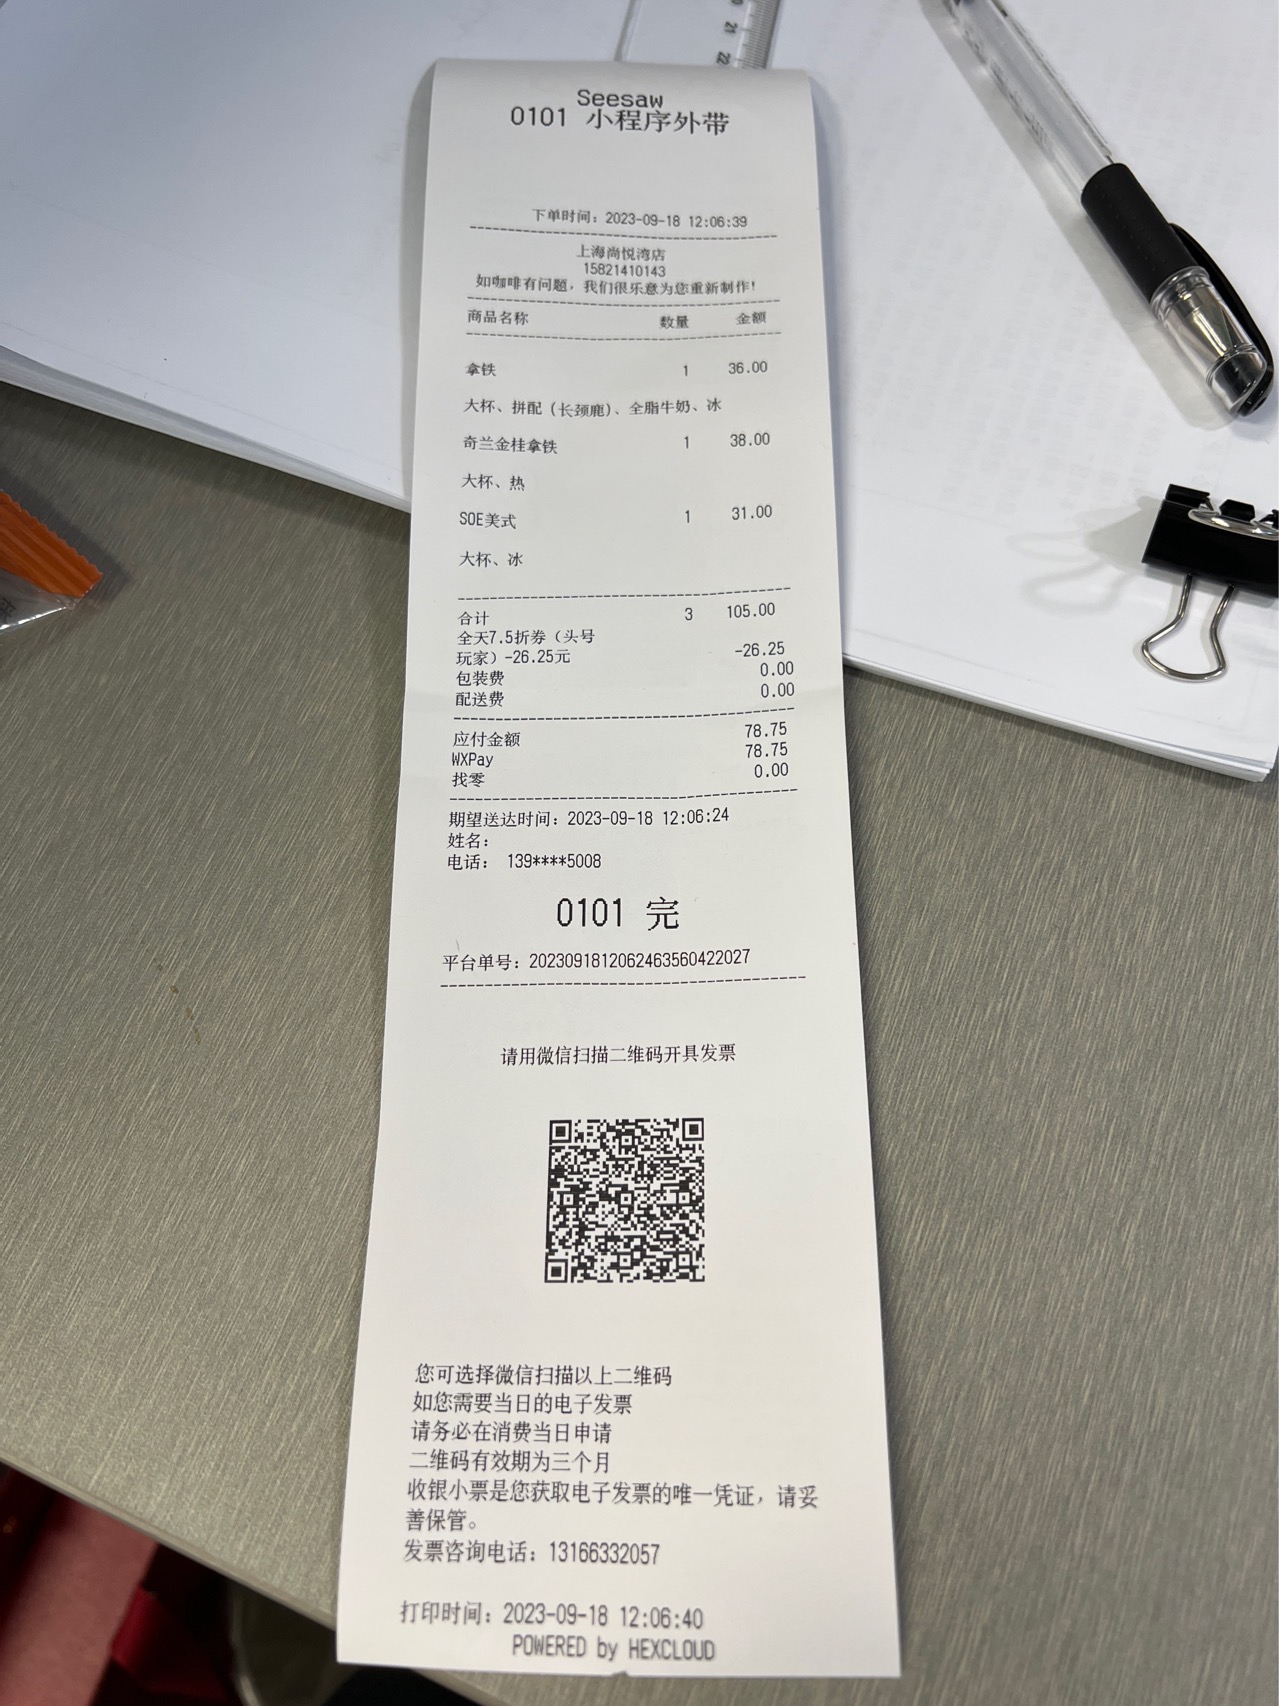 21
22
Seesaw
0101 小程序外带
下单时间：2023-09-18 12:06:39
上海尚悦湾店
15821410143
如咖啡有问题，我们很乐意为您重新制作！
商品名称 数量 金额
拿铁 1 36.00
大杯、拼配（长颈鹿）、全脂牛奶、冰
奇兰金桂拿铁 1 38.00
大杯、热
SOE美式 1 31.00
大杯、冰
合计 3 105.00
全天7.5折券（头号
玩家）-26.25元 -26.25
包装费 0.00
配送费 0.00
应付金额 78.75
WXPay 78.75
找零 0.00
期望送达时间：2023-09-18 12:06:24
姓名：
电话： 139****5008
0101 完
平台单号：2023091812062463560422027
请用微信扫描二维码开具发票
您可选择微信扫描以上二维码
如您需要当日的电子发票
请务必在消费当日申请
二维码有效期为三个月
收银小票是您获取电子发票的唯一凭证，请妥
善保管。
发票咨询电话：13166332057
打印时间：2023-09-18 12:06:40
POWERED by HEXCLOUD